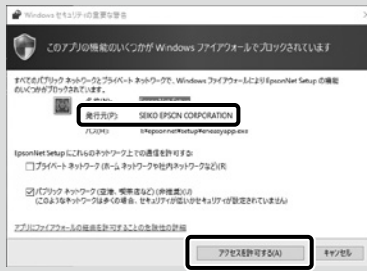 Windows セキュリティの重要な警告
このアプリの機能のいくつかが Windows ファイアウォールでブロックされています
すべてのパブリック ネットワークとプライベート ネットワークで、Windows ファイアウォールにより EpsonNet Setup の機能
のいくつかがブロックされています。
発行元(P): SEIKO EPSON CORPORATION
パス(H):
EpsonNet Setup にこれらのネットワーク上での通信を許可する:
プライベート ネットワーク (ホーム ネットワークや社内ネットワークなど)(R)
パブリック ネットワーク (空港、喫茶店など) (非推奨)(U)
(このようなネットワークは多くの場合、セキュリティが低いかセキュリティが設定されていません)
アプリにファイアウォールの経由を許可することの危険性の詳細
アクセスを許可する(A) キャンセル